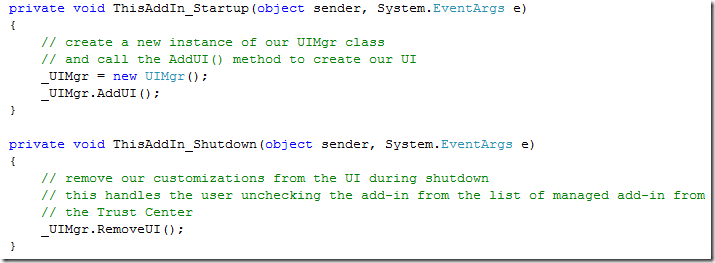 private void ThisAddIn_Startup(object sender, System.EventArgs e)
{
    // create a new instance of our UIMgr class
    // and call the AddUI() method to create our UI
    _UIMgr = new UIMgr();
    _UIMgr.AddUI();
}

private void ThisAddIn_Shutdown(object sender, System.EventArgs e)
{
    // remove our customizations from the UI during shutdown
    // this handles the user unchecking the add-in from the list of managed add-in from
    // the Trust Center
    _UIMgr.RemoveUI();
}